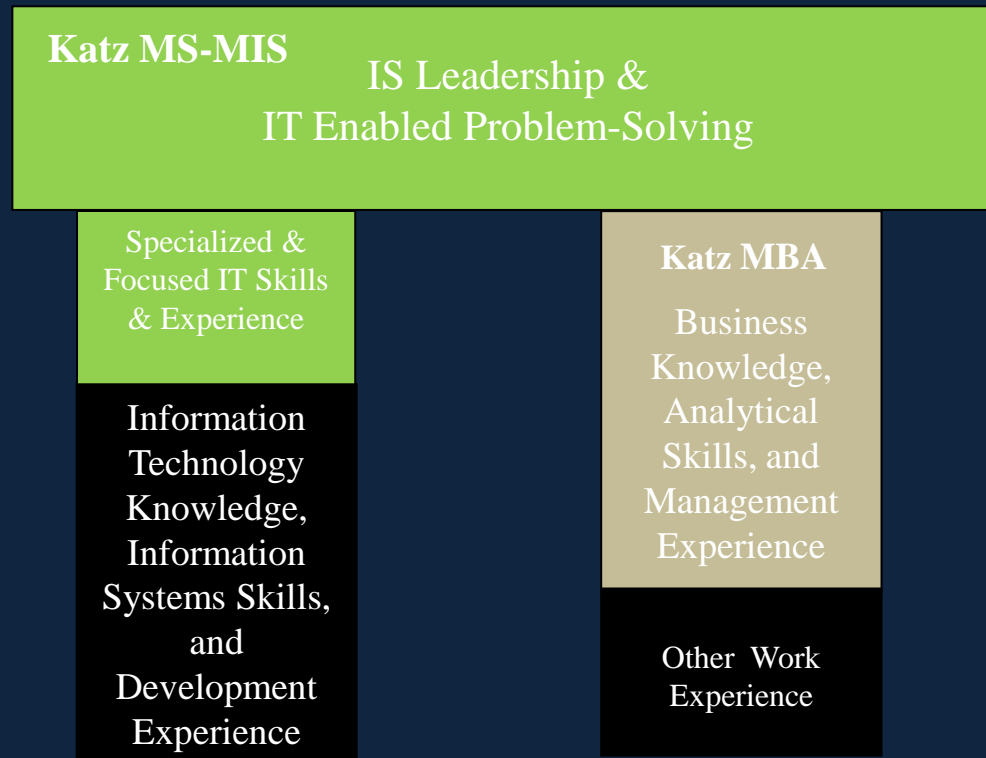 Katz MS-MIS
IS Leadership &
IT Enabled Problem-Solving
Specialized &
Focused IT Skills
& Experience
Information
Technology
Knowledge,
Information
Systems Skills,
and
Development
Experience
Katz MBA
Business
Knowledge,
Analytical
Skills, and
Management
Experience
Other Work
Experience